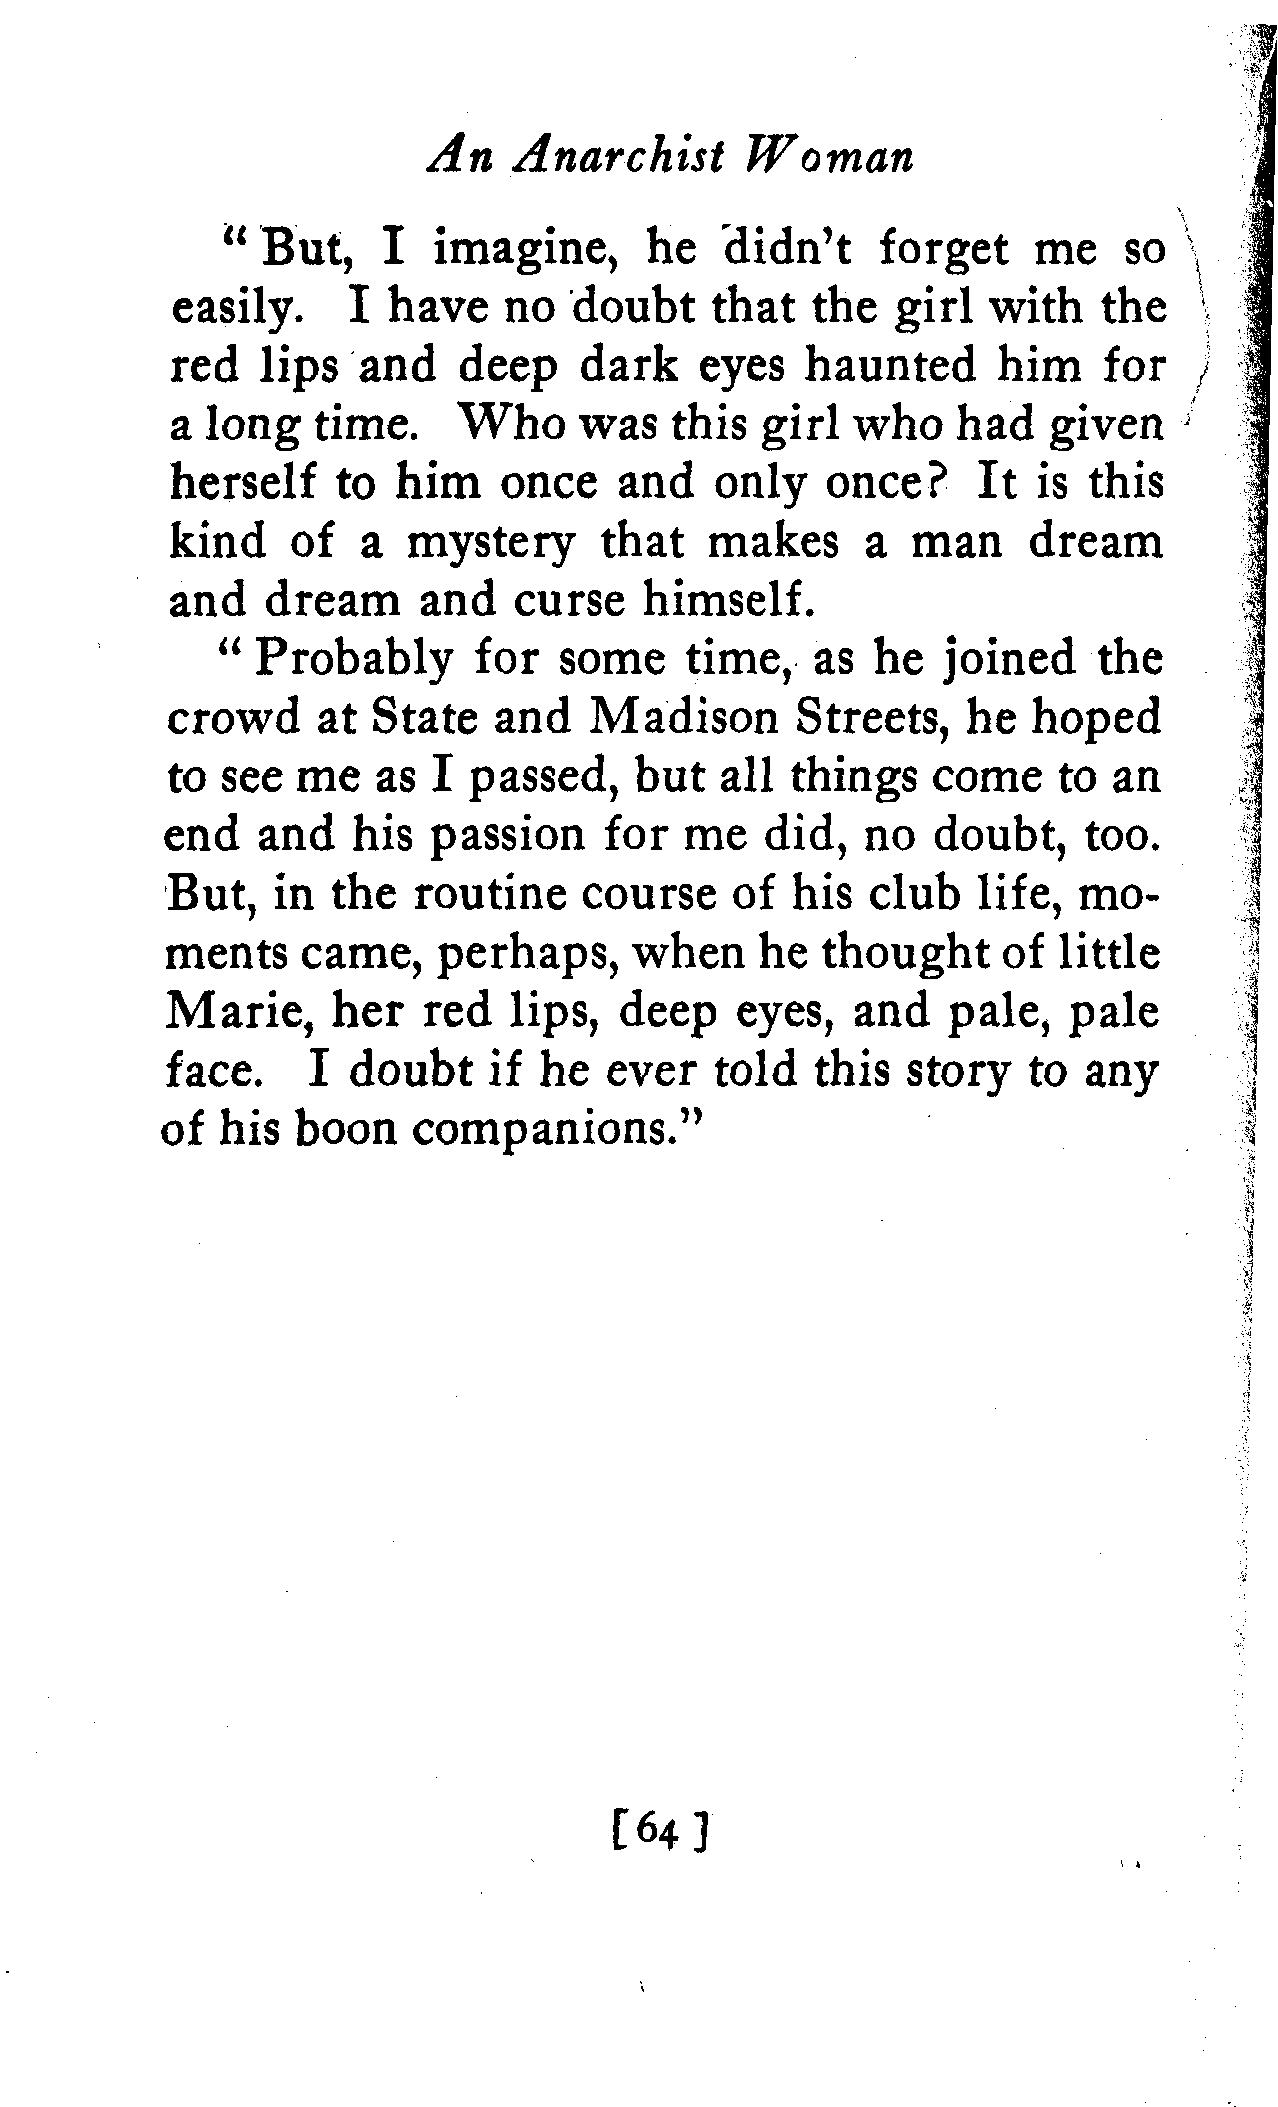 An Anarchist Woman
" But, I imagine, he didn't forget me so
easily. I have no doubt that the girl with the
red lips and deep dark eyes haunted him for
a long time. Who was this girl who had given
herself to him once and only once? It is this
kind of a mystery that makes a man dream
and dream and curse himself.
" Probably for some time, as he joined the
crowd at State and Madison Streets, he hoped
to see me as I passed, but all things come to an
end and his passion for me did, no doubt, too.
But, in the routine course of his club life, mo-
ments came, perhaps, when he thought of little
Marie, her red lips, deep eyes, and pale, pale
face. I doubt if he ever told this story to any
of his boon companions."
[ 64 ]